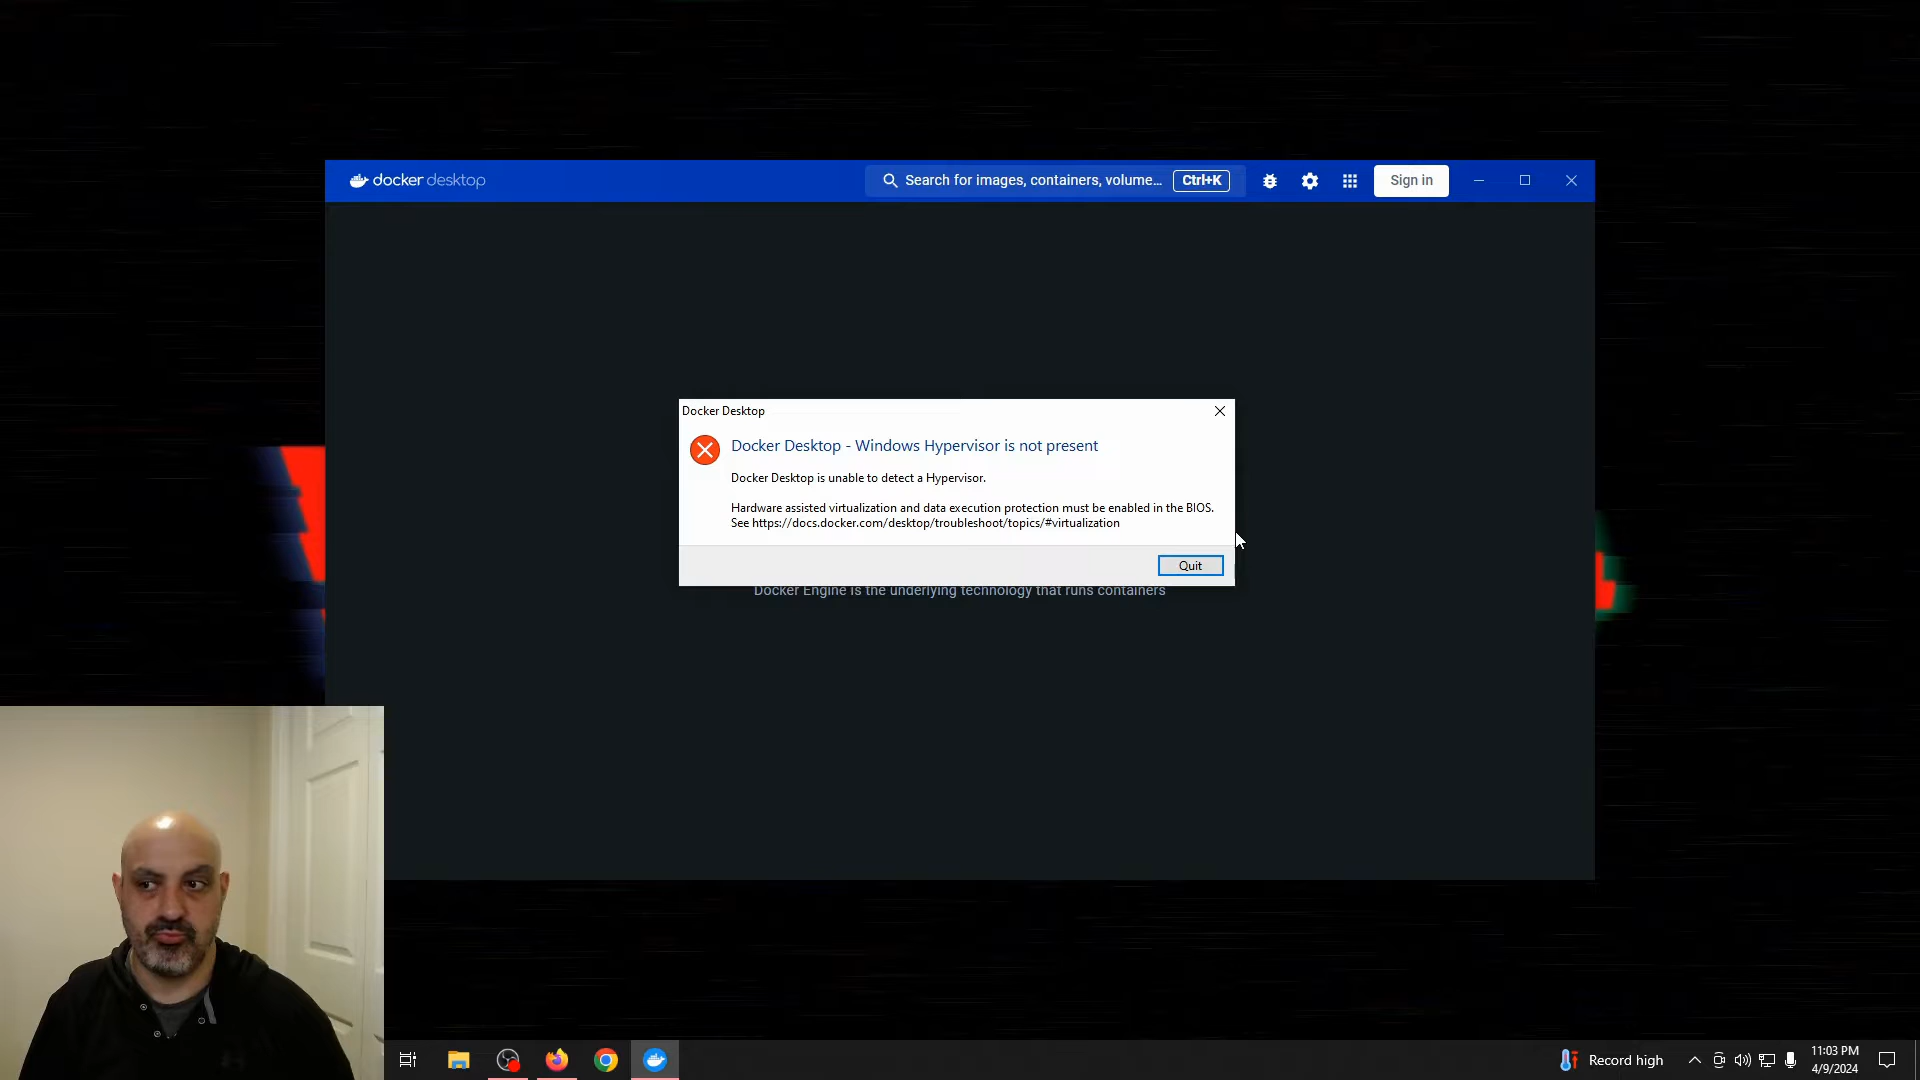 docker desktop
Search for images, containers, volume... Ctrl+K
Sign in
Docker Desktop
Docker Desktop - Windows Hypervisor is not present
Docker Desktop is unable to detect a Hypervisor.
Hardware assisted virtualization and data execution protection must be enabled in the BIOS.
See https://docs.docker.com/desktop/troubleshoot/topics/#virtualization
Quit
Docker Engine is the underlying technology that runs containers
Record high
11:03 PM
4/9/2024